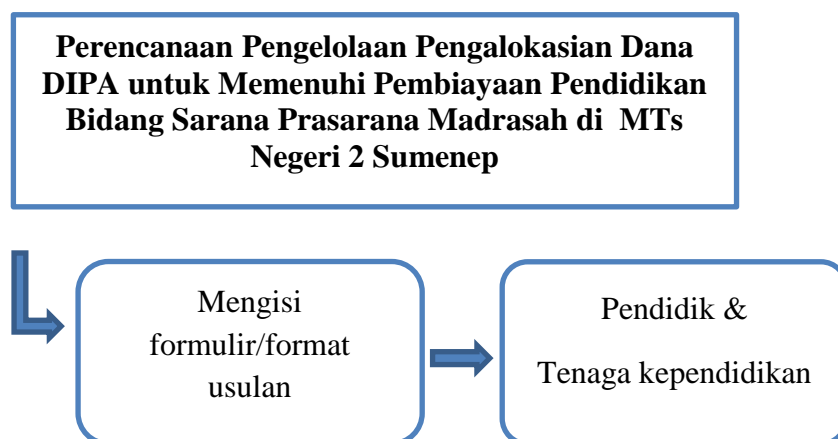 Perencanaan Pengelolaan Pengalokasian Dana
DIPA untuk Memenuhi Pembiayaan Pendidikan
Bidang Sarana Prasarana Madrasah di MTs
Negeri 2 Sumenep
Mengisi
formulir/format
usulan
Pendidik &
Tenaga kependidikan